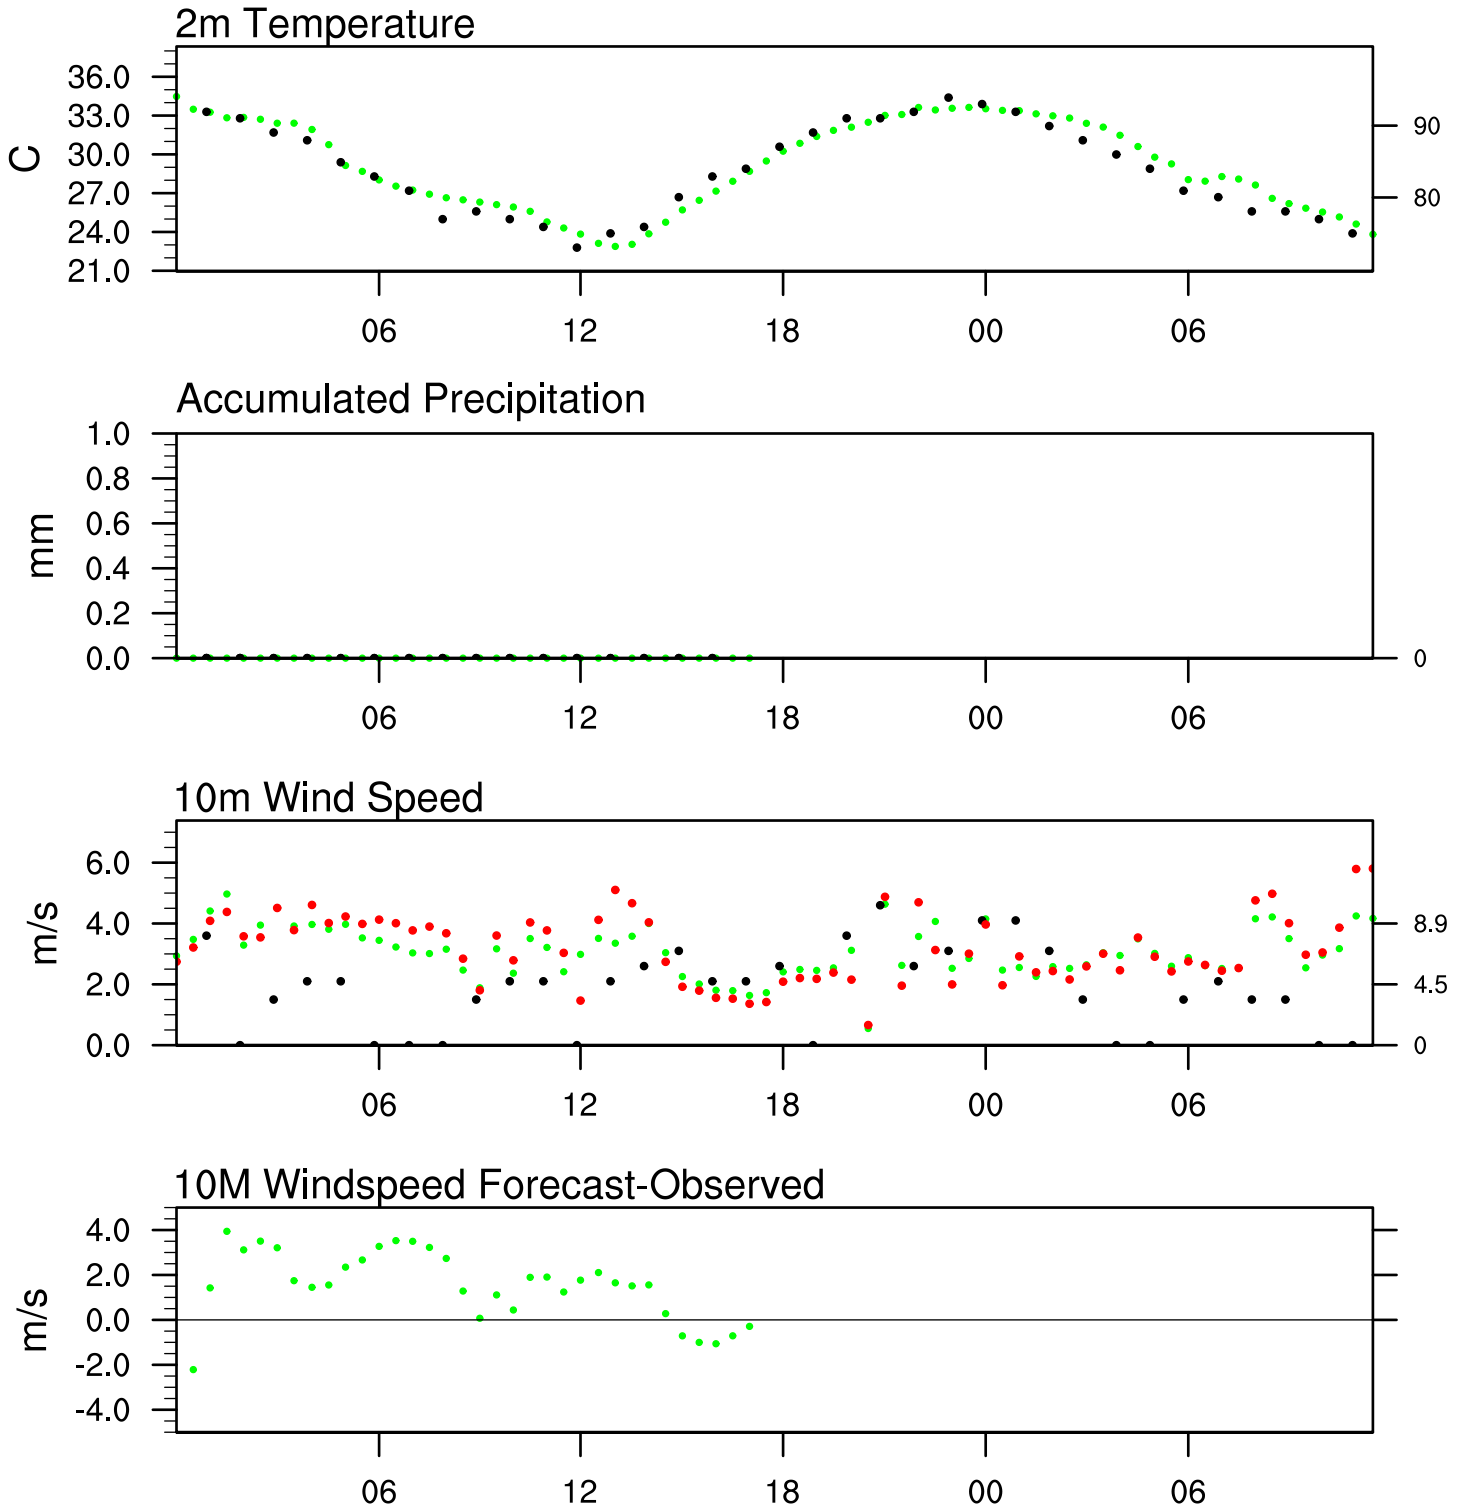 2m Temperature
36.0
33.0
30.0
27.0
24.0
21.0
C
90
80
06 12 18 00 06
Accumulated Precipitation
1.0
0.8
0.6
0.4
0.2
0.0
mm
0
06 12 18 00 06
10m Wind Speed
6.0
4.0
2.0
0.0
m/s
8.9
4.5
0
06 12 18 00 06
10M Windspeed Forecast-Observed
4.0
2.0
0.0
-2.0
-4.0
m/s
06 12 18 00 06